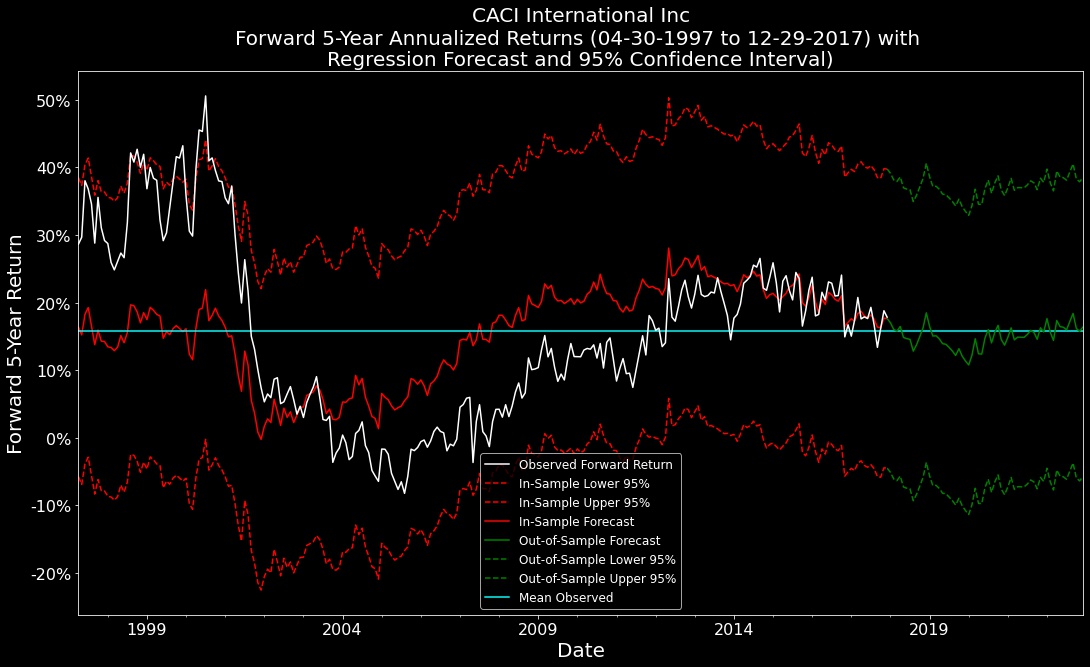 CACI International Inc
Forward 5-Year Annualized Returns (04-30-1997 to 12-29-2017) with
Regression Forecast and 95% Confidence Interval)
Forward 5-Year Return
50%
40%
30%
20%
10%
0%
-10%
-20%
Observed Forward Return
In-Sample Lower 95%
In-Sample Upper 95%
In-Sample Forecast
Out-of-Sample Forecast
Out-of-Sample Lower 95%
Out-of-Sample Upper 95%
Mean Observed
1999
2004
2009
2014
2019
Date